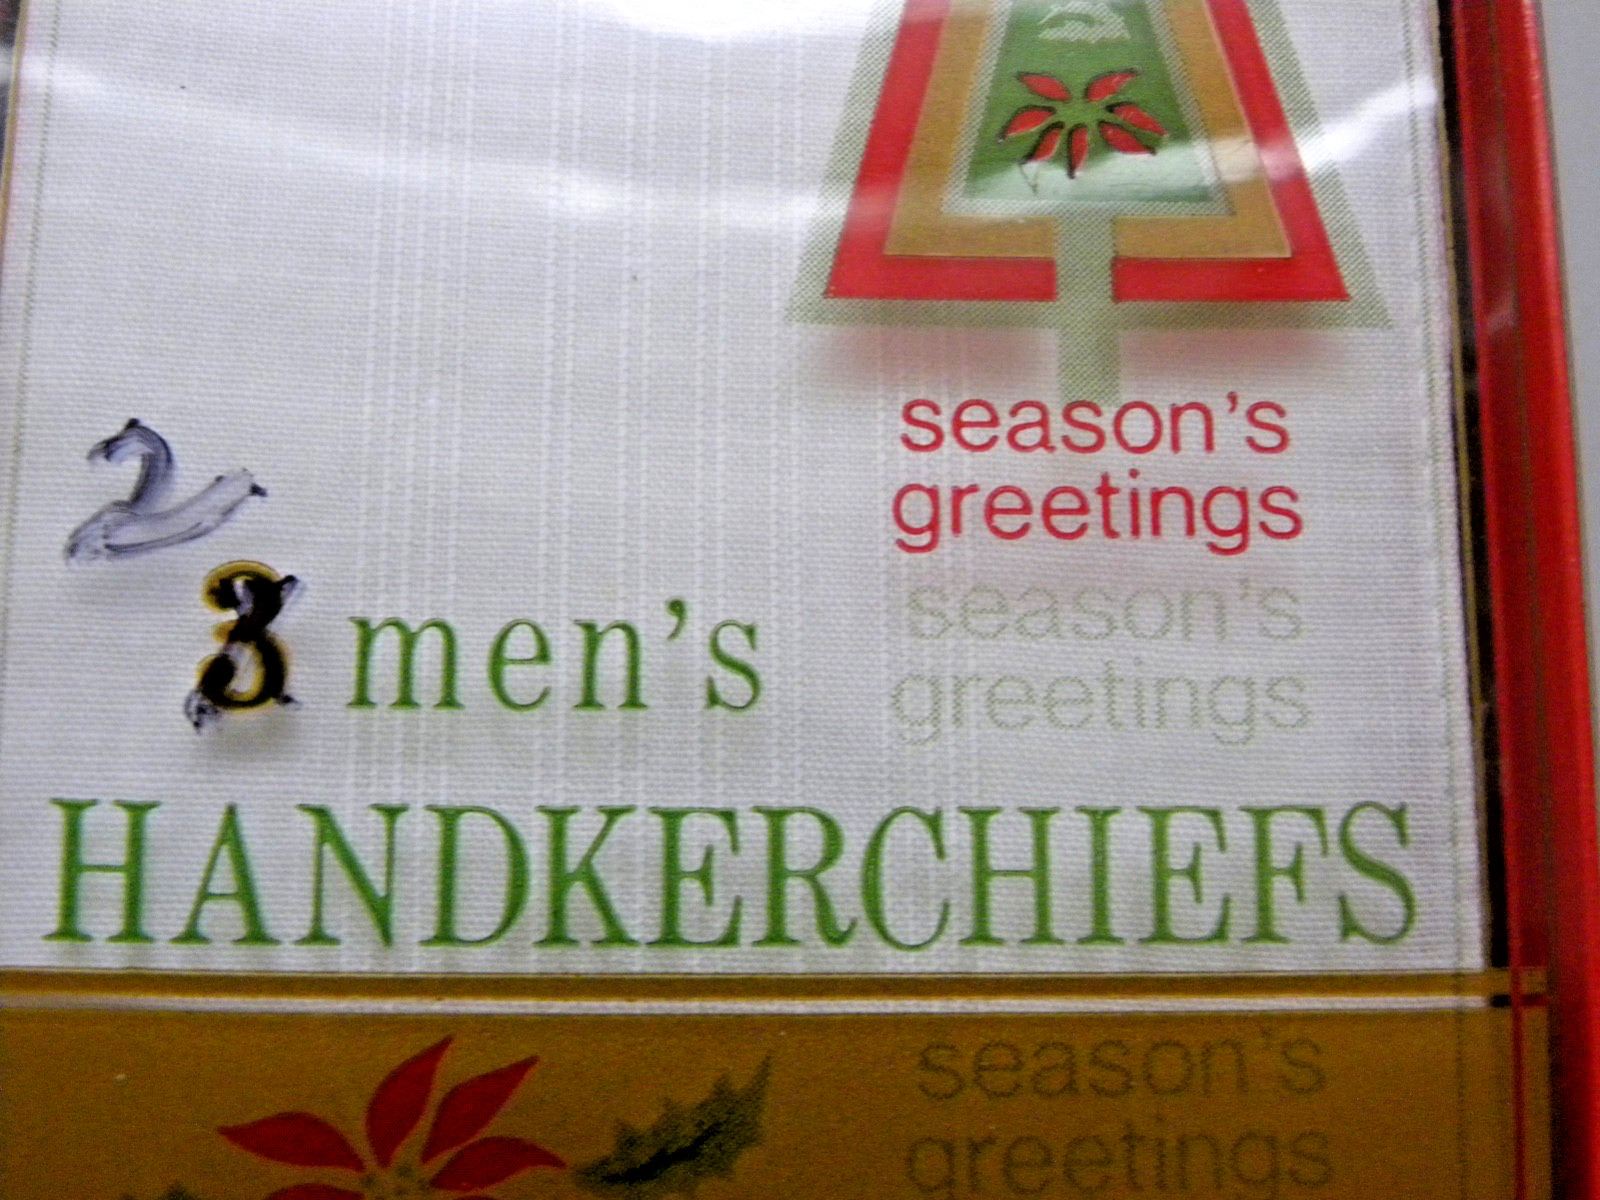 season's
greetings
season's
greetings
2
3 men's
HANDKERCHIEFS
season's
greetings